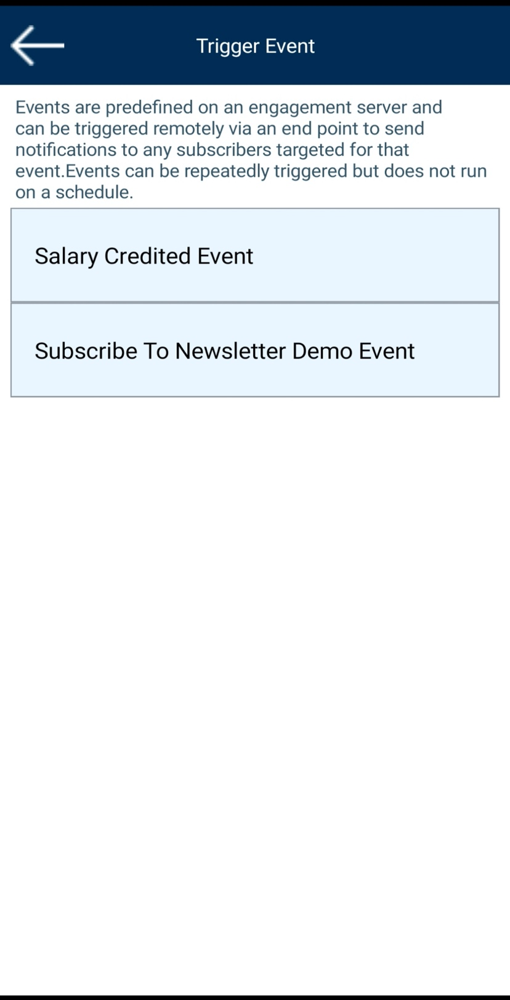 Trigger Event
Events are predefined on an engagement server and
can be triggered remotely via an end point to send
notifications to any subscribers targeted for that
event.Events can be repeatedly triggered but does not run
on a schedule.
Salary Credited Event
Subscribe To Newsletter Demo Event